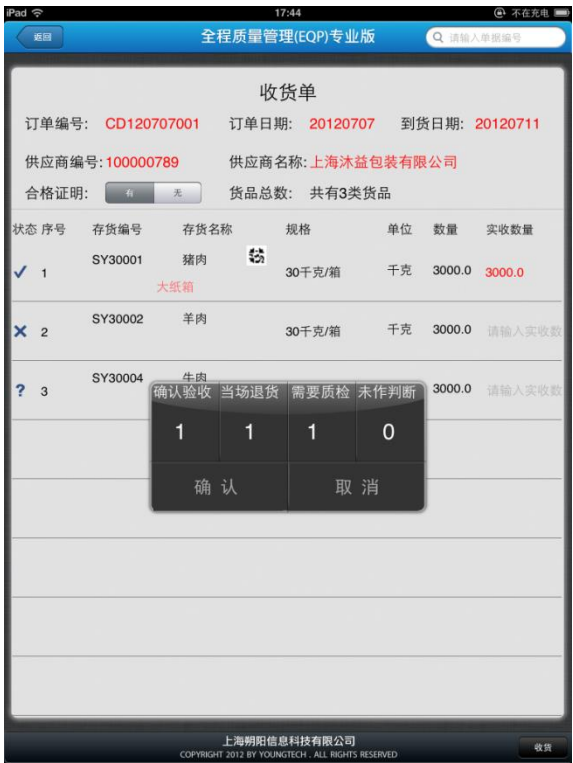 iPad 17:44 不在充电
返回 全程质量管理(EQP)专业版 请输入单据编号
收货单
订单编号: CD120707001 订单日期: 20120707 到货日期: 20120711
供应商编号:100000789 供应商名称:上海沐益包装有限公司
合格证明: 有 无 货品总数: 共有3类货品
状态 序号 存货编号 存货名称 规格 单位 数量 实收数量
1 SY30001 猪肉 30千克/箱 千克 3000.0 3000.0
大纸箱
2 SY30002 羊肉 30千克/箱 千克 3000.0 请输入实收数
? 3 SY30004 牛肉 3000.0 请输入实收数
确认验收 当场退货 需要质检 未作判断
1 1 1 0
确 认 取 消
上海朔阳信息科技有限公司
COPYRIGHT 2012 BY YOUNGTECH . ALL RIGHTS RESERVED
收货